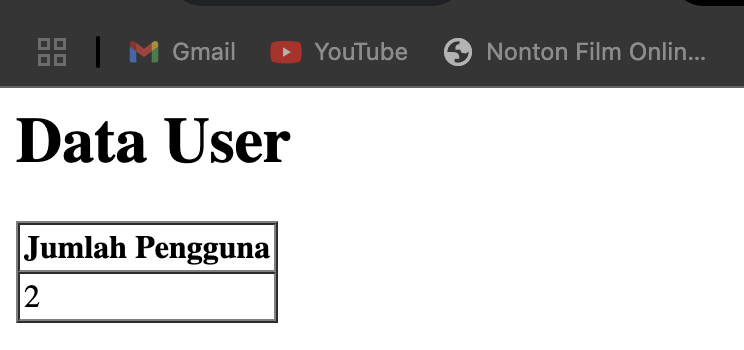 Gmail YouTube Nonton Film Onlin...
Data User
Jumlah Pengguna
2